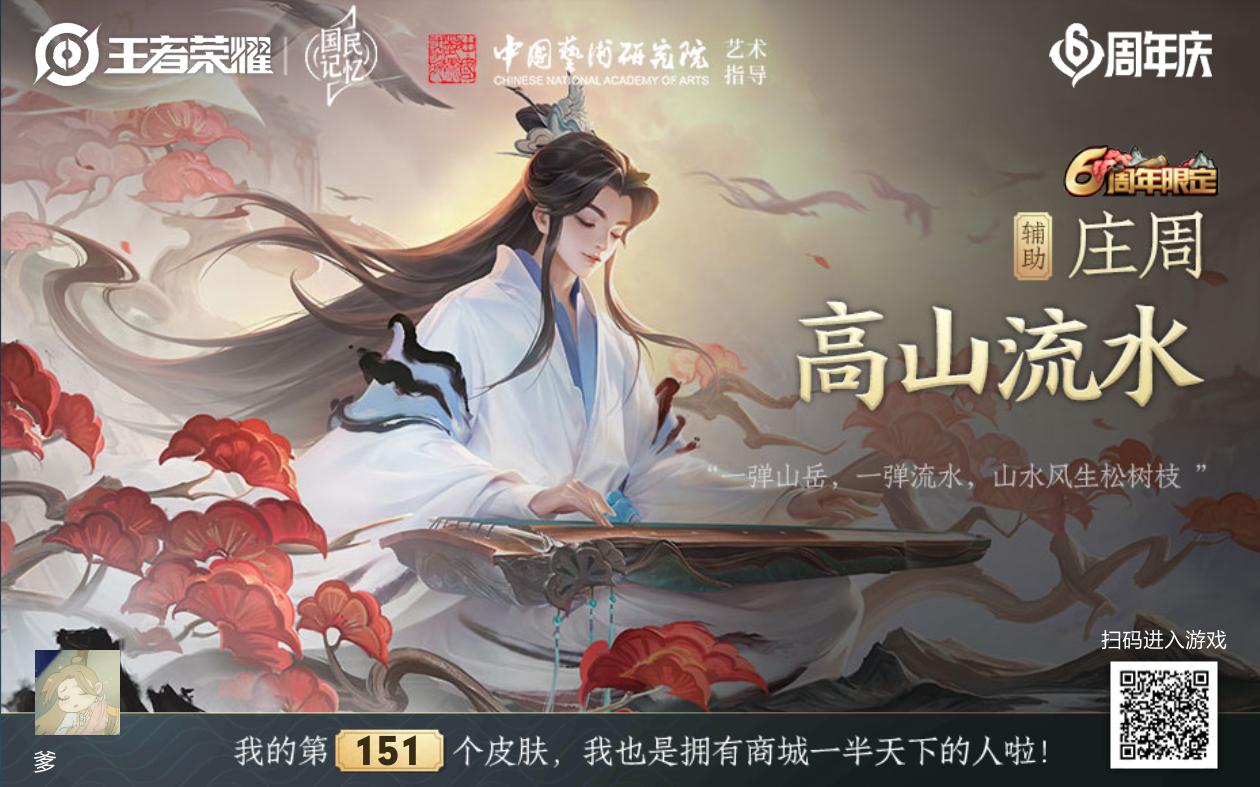 王者荣耀
国民记忆
中国艺术研究院
CHINESE NATIONAL ACADEMY OF ARTS
艺术
指导
6周年庆
6周年限定
辅助
庄周
高山流水
“一弹山岳，一弹流水，山水风生松树枝 ”
扫码进入游戏
爹
我的第 151 个皮肤，我也是拥有商城一半天下的人啦！